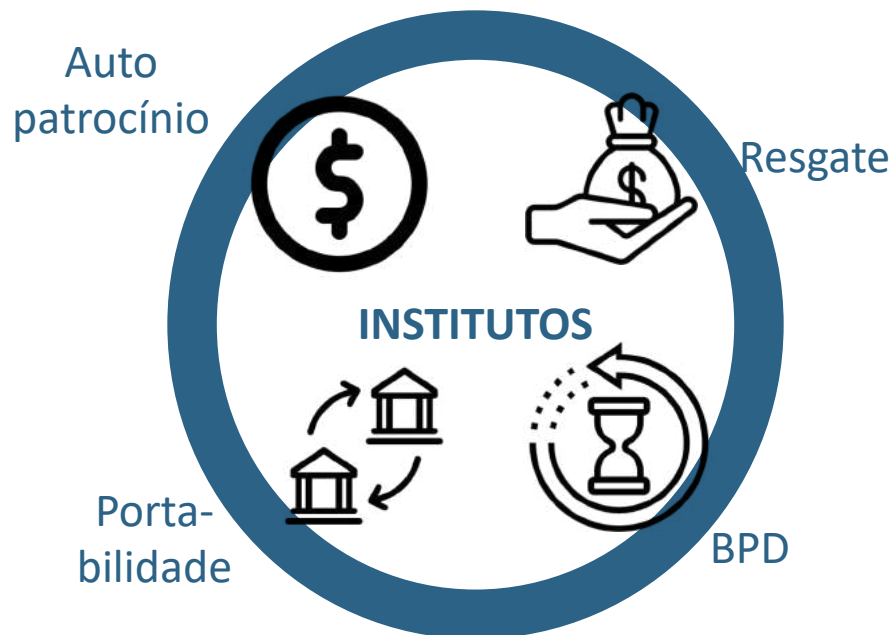 Auto
patrocínio
Resgate
INSTITUTOS
Porta-
bilidade
BPD